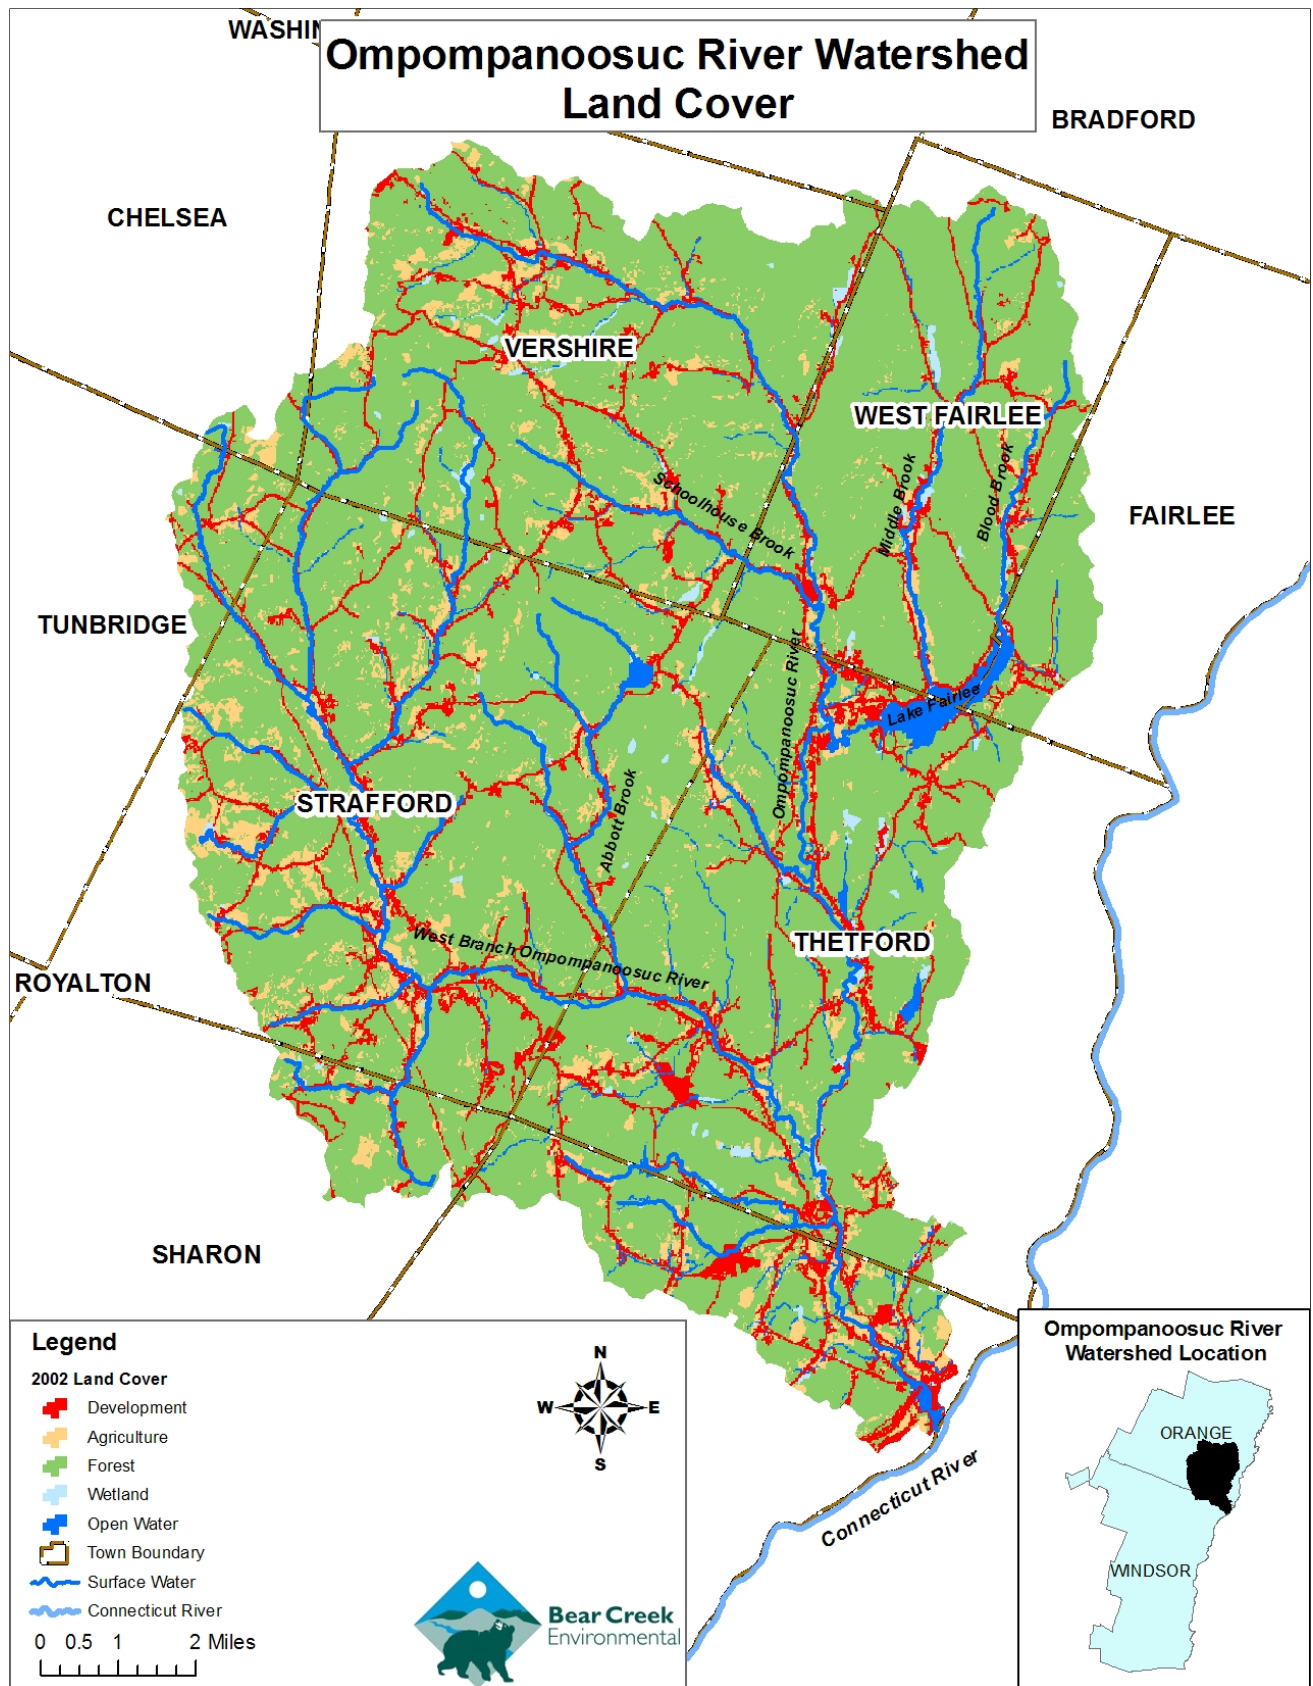 WASHIN
Ompompanoosuc River Watershed
Land Cover
BRADFORD
CHELSEA
VERSHIRE
WEST FAIRLEE
Schoolhouse Brook
Middle Brook
Blood Brook
FAIRLEE
TUNBRIDGE
Ompompanoosuc River
Lake Fairlee
STRAFFORD
Abbott Brook
THETFORD
West Branch Ompompanoosuc River
ROYALTON
SHARON
Connecticut River
Legend
2002 Land Cover
Development
Agriculture
Forest
Wetland
Open Water
Town Boundary
Surface Water
Connecticut River
0 0.5 1 2 Miles
N
W E
S
Bear Creek
Environmental
Ompompanoosuc River
Watershed Location
ORANGE
WINDSOR